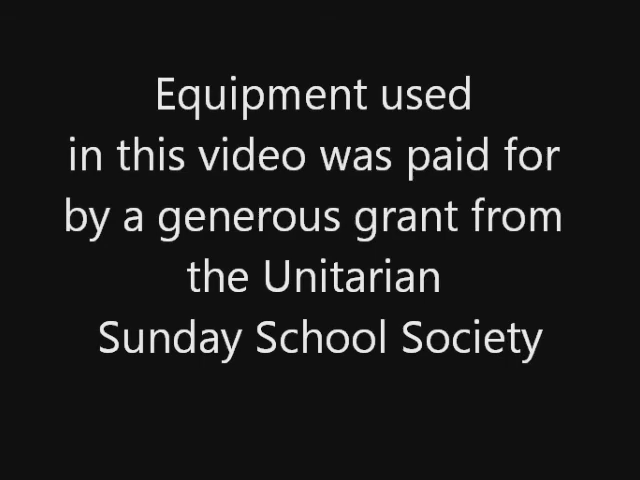 Equipment used
in this video was paid for
by a generous grant from
the Unitarian
Sunday School Society